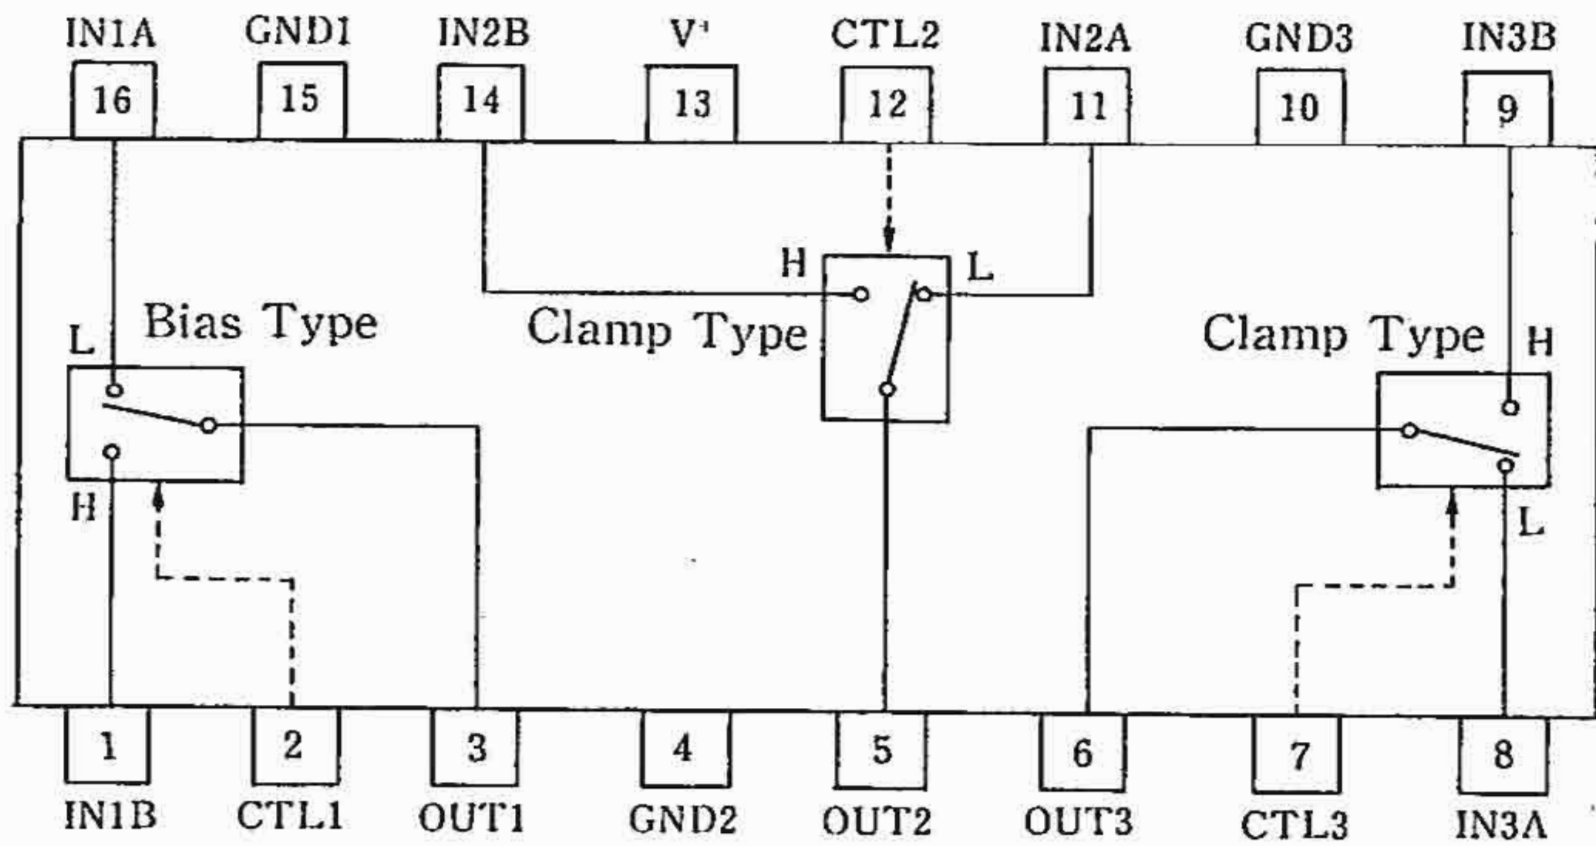 IN1A GND1 IN2B V+ CTL2 IN2A GND3 IN3B
16 15 14 13 12 11 10 9
H L
L Bias Type Clamp Type Clamp Type H
H L
1 2 3 4 5 6 7 8
IN1B CTL1 OUT1 GND2 OUT2 OUT3 CTL3 IN3A